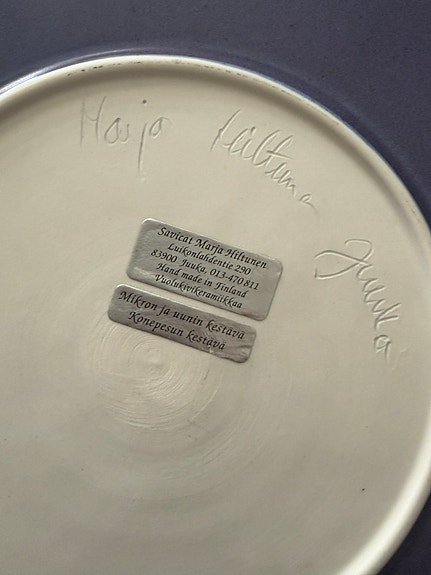 Marja Hiltunen
Juuka
Savicat Marja Hiltunen
Luikonlahdentie 290
83900 Juuka, 013-470 811
Hand made in Finland
Vuolukivikeramiikkaa
Mikron ja uunin kestävä
Konepesun kestävä